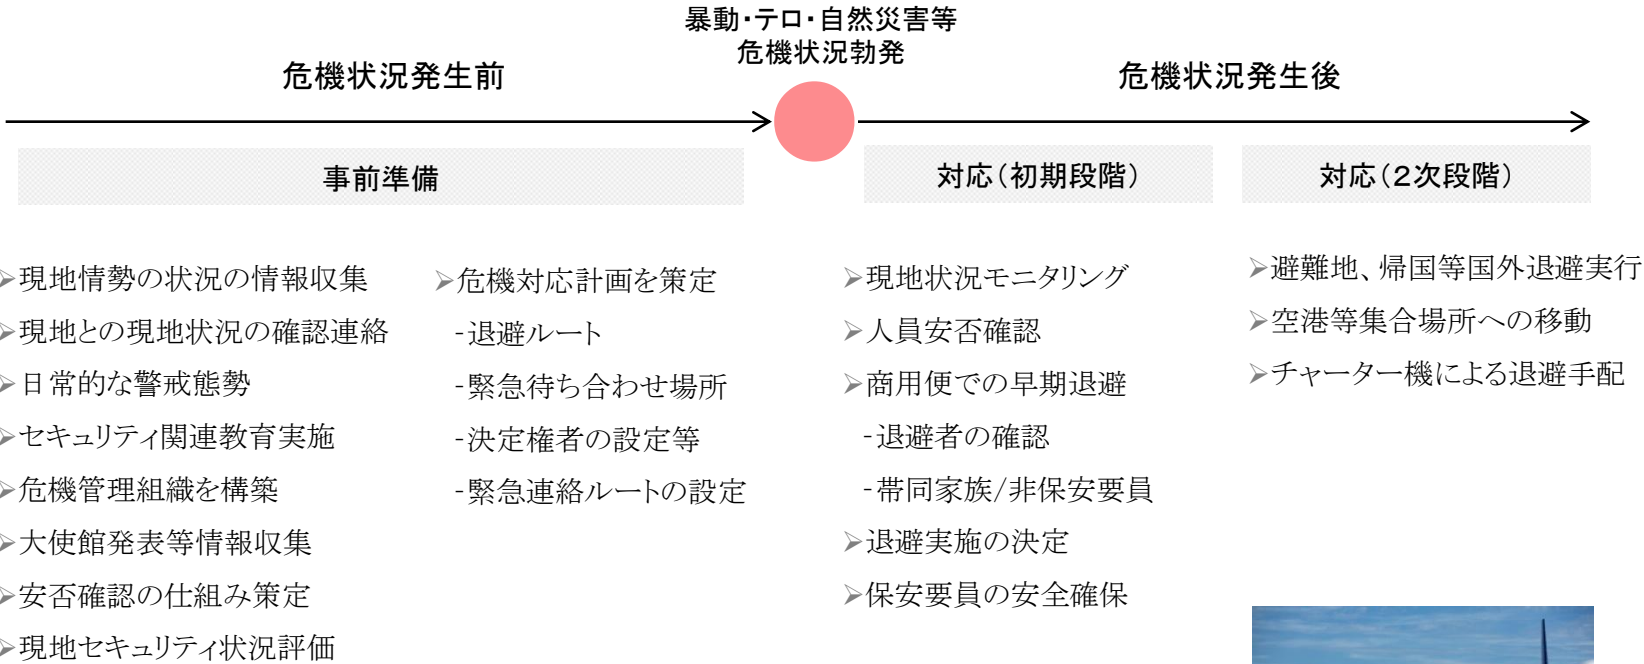 暴動・テロ・自然災害等
危機状況勃発
危機状況発生前
危機状況発生後
事前準備
対応(初期段階)
対応(2次段階)
➢現地情勢の状況の情報収集
➢現地との現地状況の確認連絡
➢日常的な警戒態勢
➢セキュリティ関連教育実施
➢危機管理組織を構築
➢大使館発表等情報収集
➢安否確認の仕組み策定
➢現地セキュリティ状況評価
➢危機対応計画を策定
-退避ルート
-緊急待ち合わせ場所
-決定権者の設定等
-緊急連絡ルートの設定
➢現地状況モニタリング
➢人員安否確認
➢商用便での早期退避
-退避者の確認
-帯同家族/非保安要員
➢退避実施の決定
➢保安要員の安全確保
➢避難地、帰国等国外退避実行
➢空港等集合場所への移動
➢チャーター機による退避手配